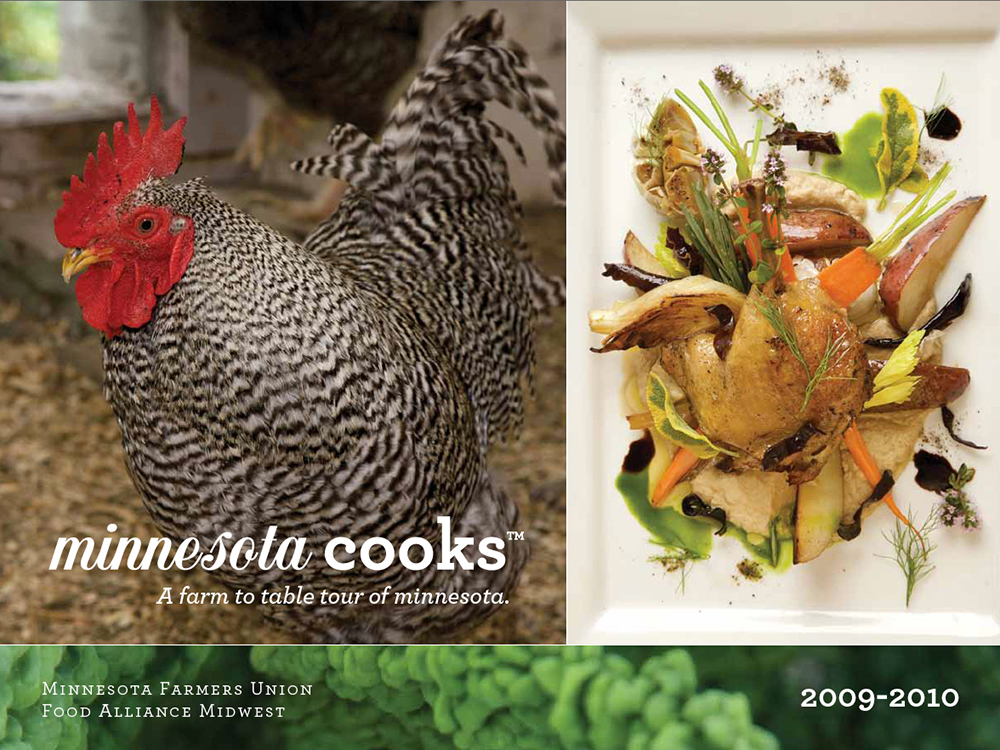 minnesota cooks™
A farm to table tour of minnesota.
Minnesota Farmers Union
Food Alliance Midwest
2009-2010